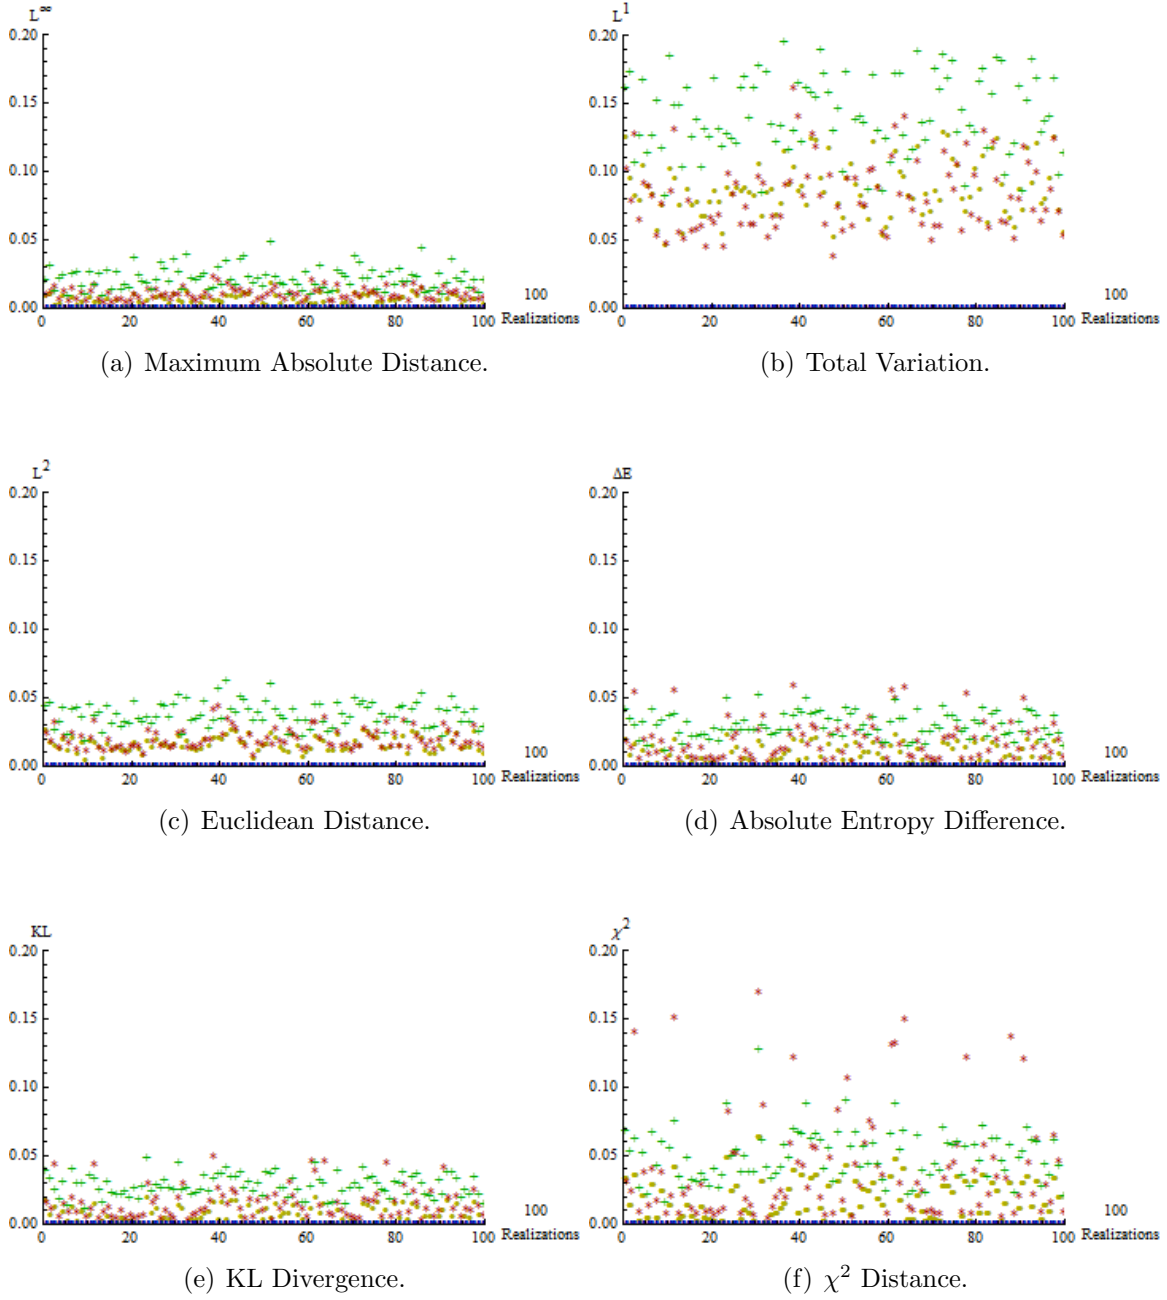 L∞
0.20
0.15
0.10
0.05
0.00
0 20 40 60 80 100
100
Realizations
(a) Maximum Absolute Distance.
L¹
0.20
0.15
0.10
0.05
0.00
0 20 40 60 80 100
100
Realizations
(b) Total Variation.
L²
0.20
0.15
0.10
0.05
0.00
0 20 40 60 80 100
100
Realizations
(c) Euclidean Distance.
ΔE
0.20
0.15
0.10
0.05
0.00
0 20 40 60 80 100
100
Realizations
(d) Absolute Entropy Difference.
KL
0.20
0.15
0.10
0.05
0.00
0 20 40 60 80 100
100
Realizations
(e) KL Divergence.
χ²
0.20
0.15
0.10
0.05
0.00
0 20 40 60 80 100
100
Realizations
(f) χ² Distance.